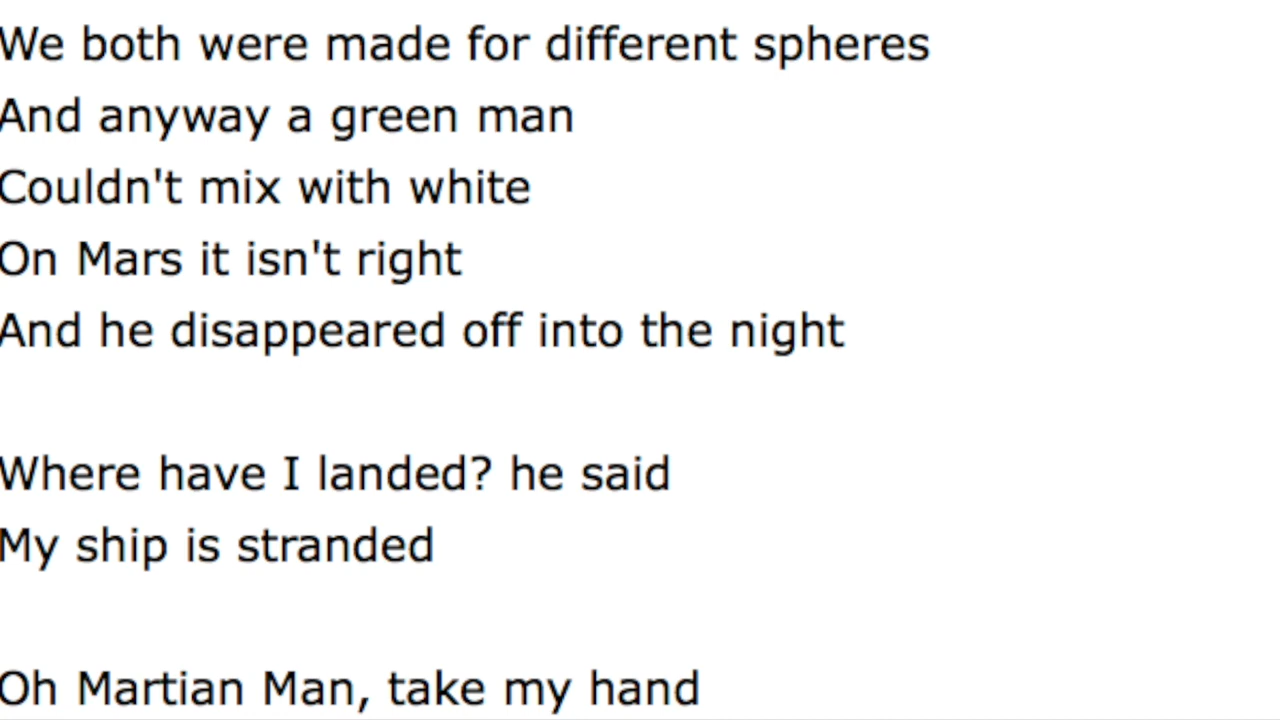 We both were made for different spheres
And anyway a green man
Couldn't mix with white
On Mars it isn't right
And he disappeared off into the night
Where have I landed? he said
My ship is stranded
Oh Martian Man, take my hand